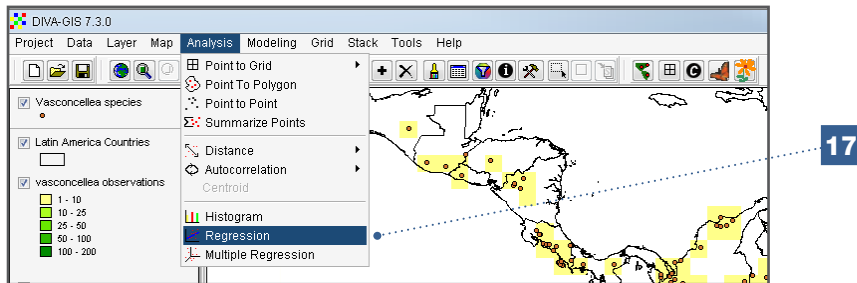 DIVA-GIS 7.3.0
Project Data Layer Map Analysis Modeling Grid Stack Tools Help
Point to Grid
Point To Polygon
Point to Point
Summarize Points
Distance
Autocorrelation
Centroid
Histogram
Regression
Multiple Regression
Vasconcellea species
Latin America Countries
vasconcellea observations
1 - 10
10 - 25
25 - 50
50 - 100
100 - 200
17